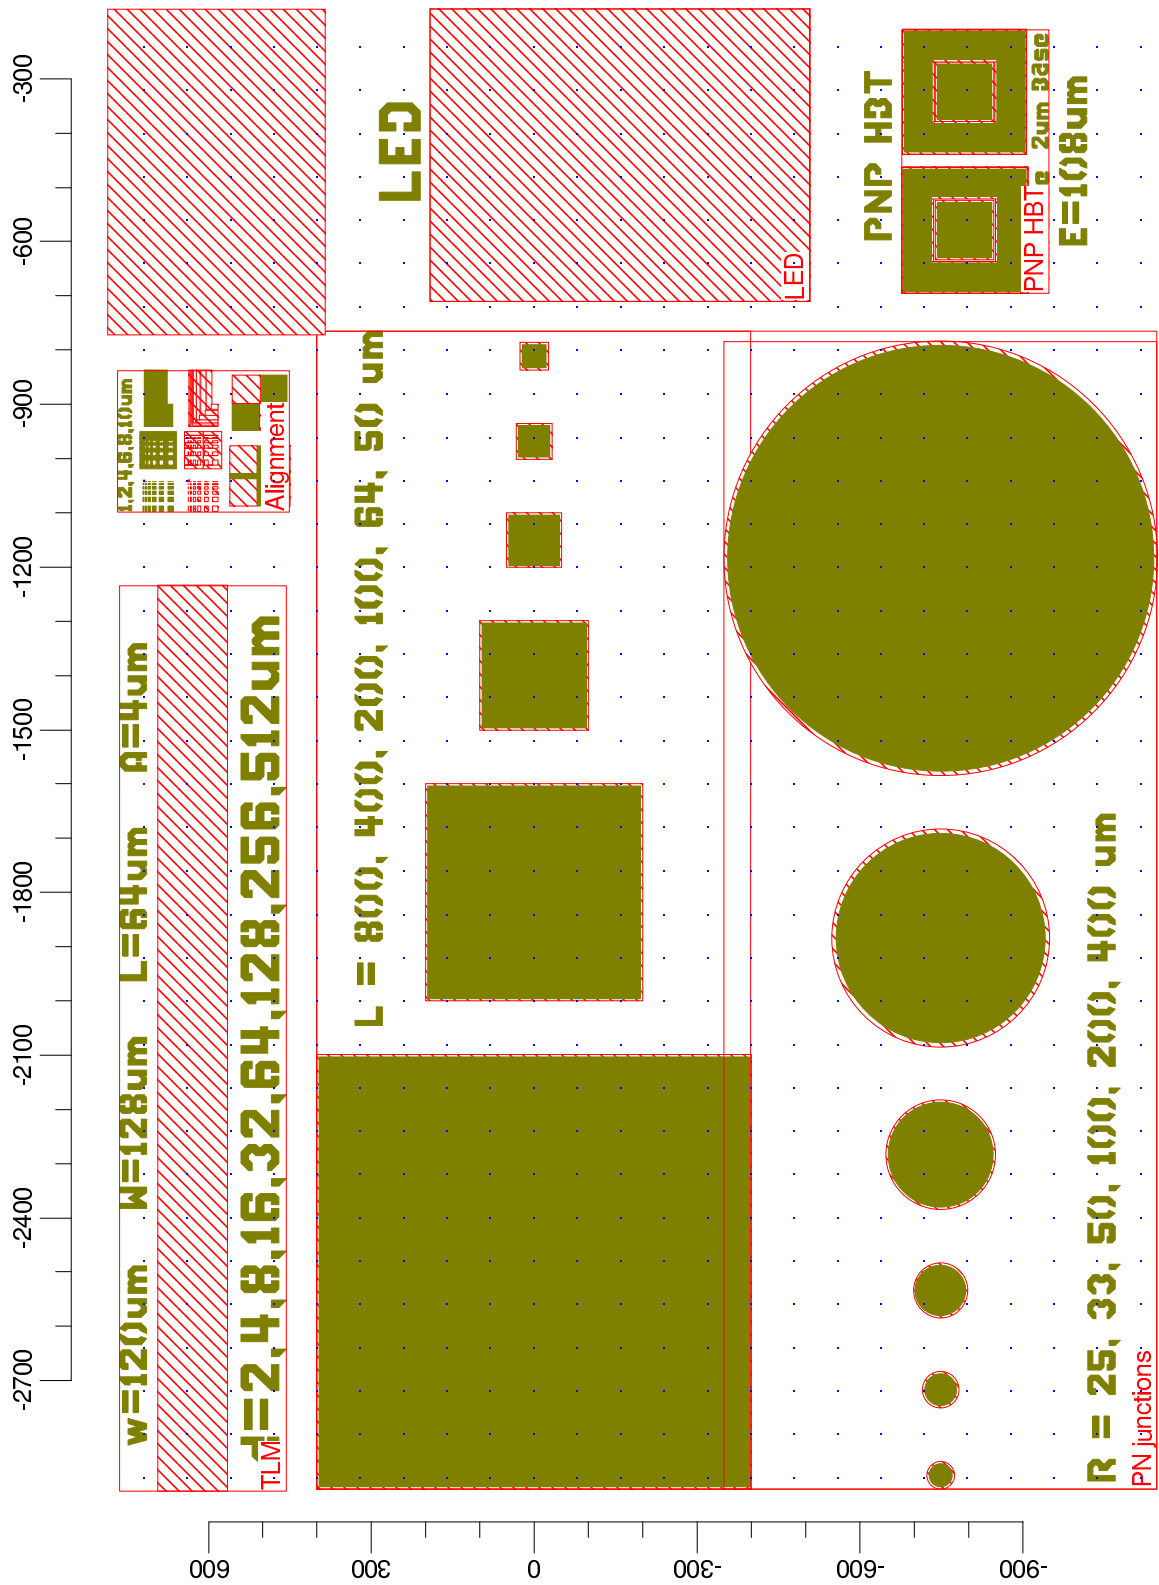 w=120um W=128um L=64um A=4um
d=2,4,8,16,32,64,128,256,512um
TLM
1,2,4,6,8,10um
Alignment
L = 800, 400, 200, 100, 64, 50 um
LED
LED
PNP HBT
2um Base
PNP HBT
E=108um
R = 25, 33, 50, 100, 200, 400 um
PN junctions
-2700 -2400 -2100 -1800 -1500 -1200 -900 -600 -300
600 300 0 -300 -600 -900